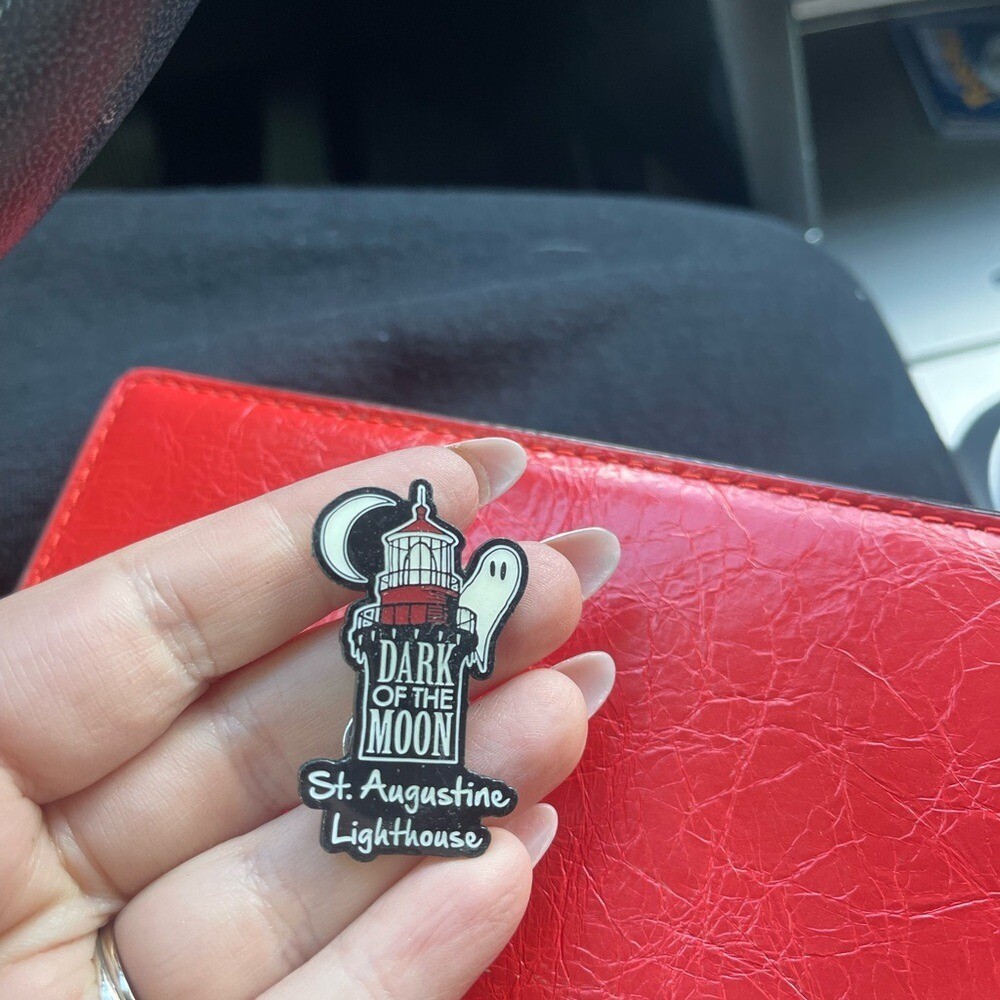 DARK
OF THE
MOON
St. Augustine
Lighthouse